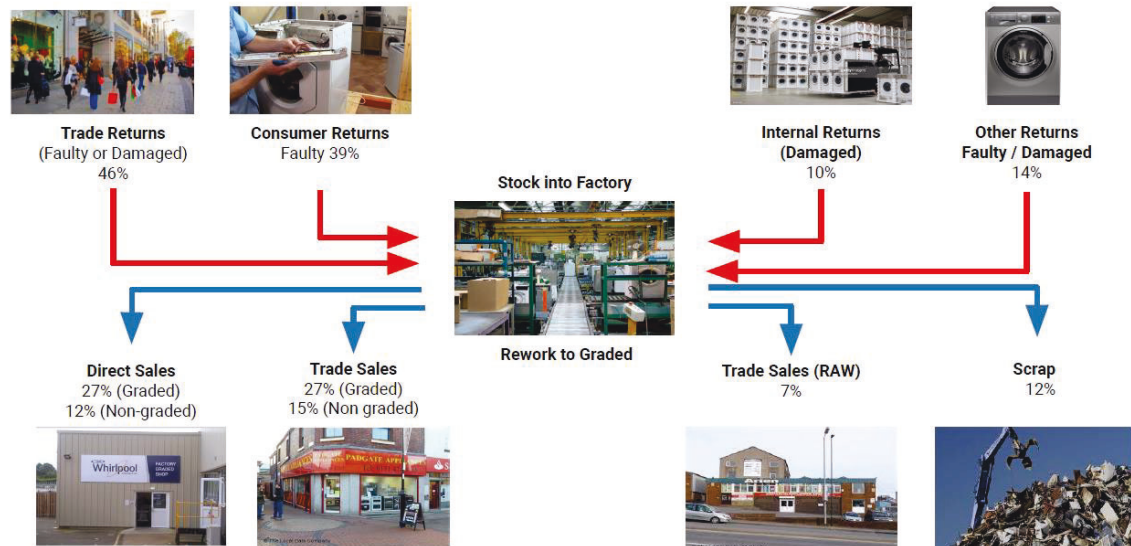 Trade Returns
(Faulty or Damaged)
46%
Consumer Returns
Faulty 39%
Internal Returns
(Damaged)
10%
Other Returns
Faulty / Damaged
14%
Stock into Factory
Rework to Graded
Direct Sales
27% (Graded)
12% (Non-graded)
Trade Sales
27% (Graded)
15% (Non graded)
Trade Sales (RAW)
7%
Scrap
12%
Whirlpool
FACTORY
GRADED
SHOP
PADGATE